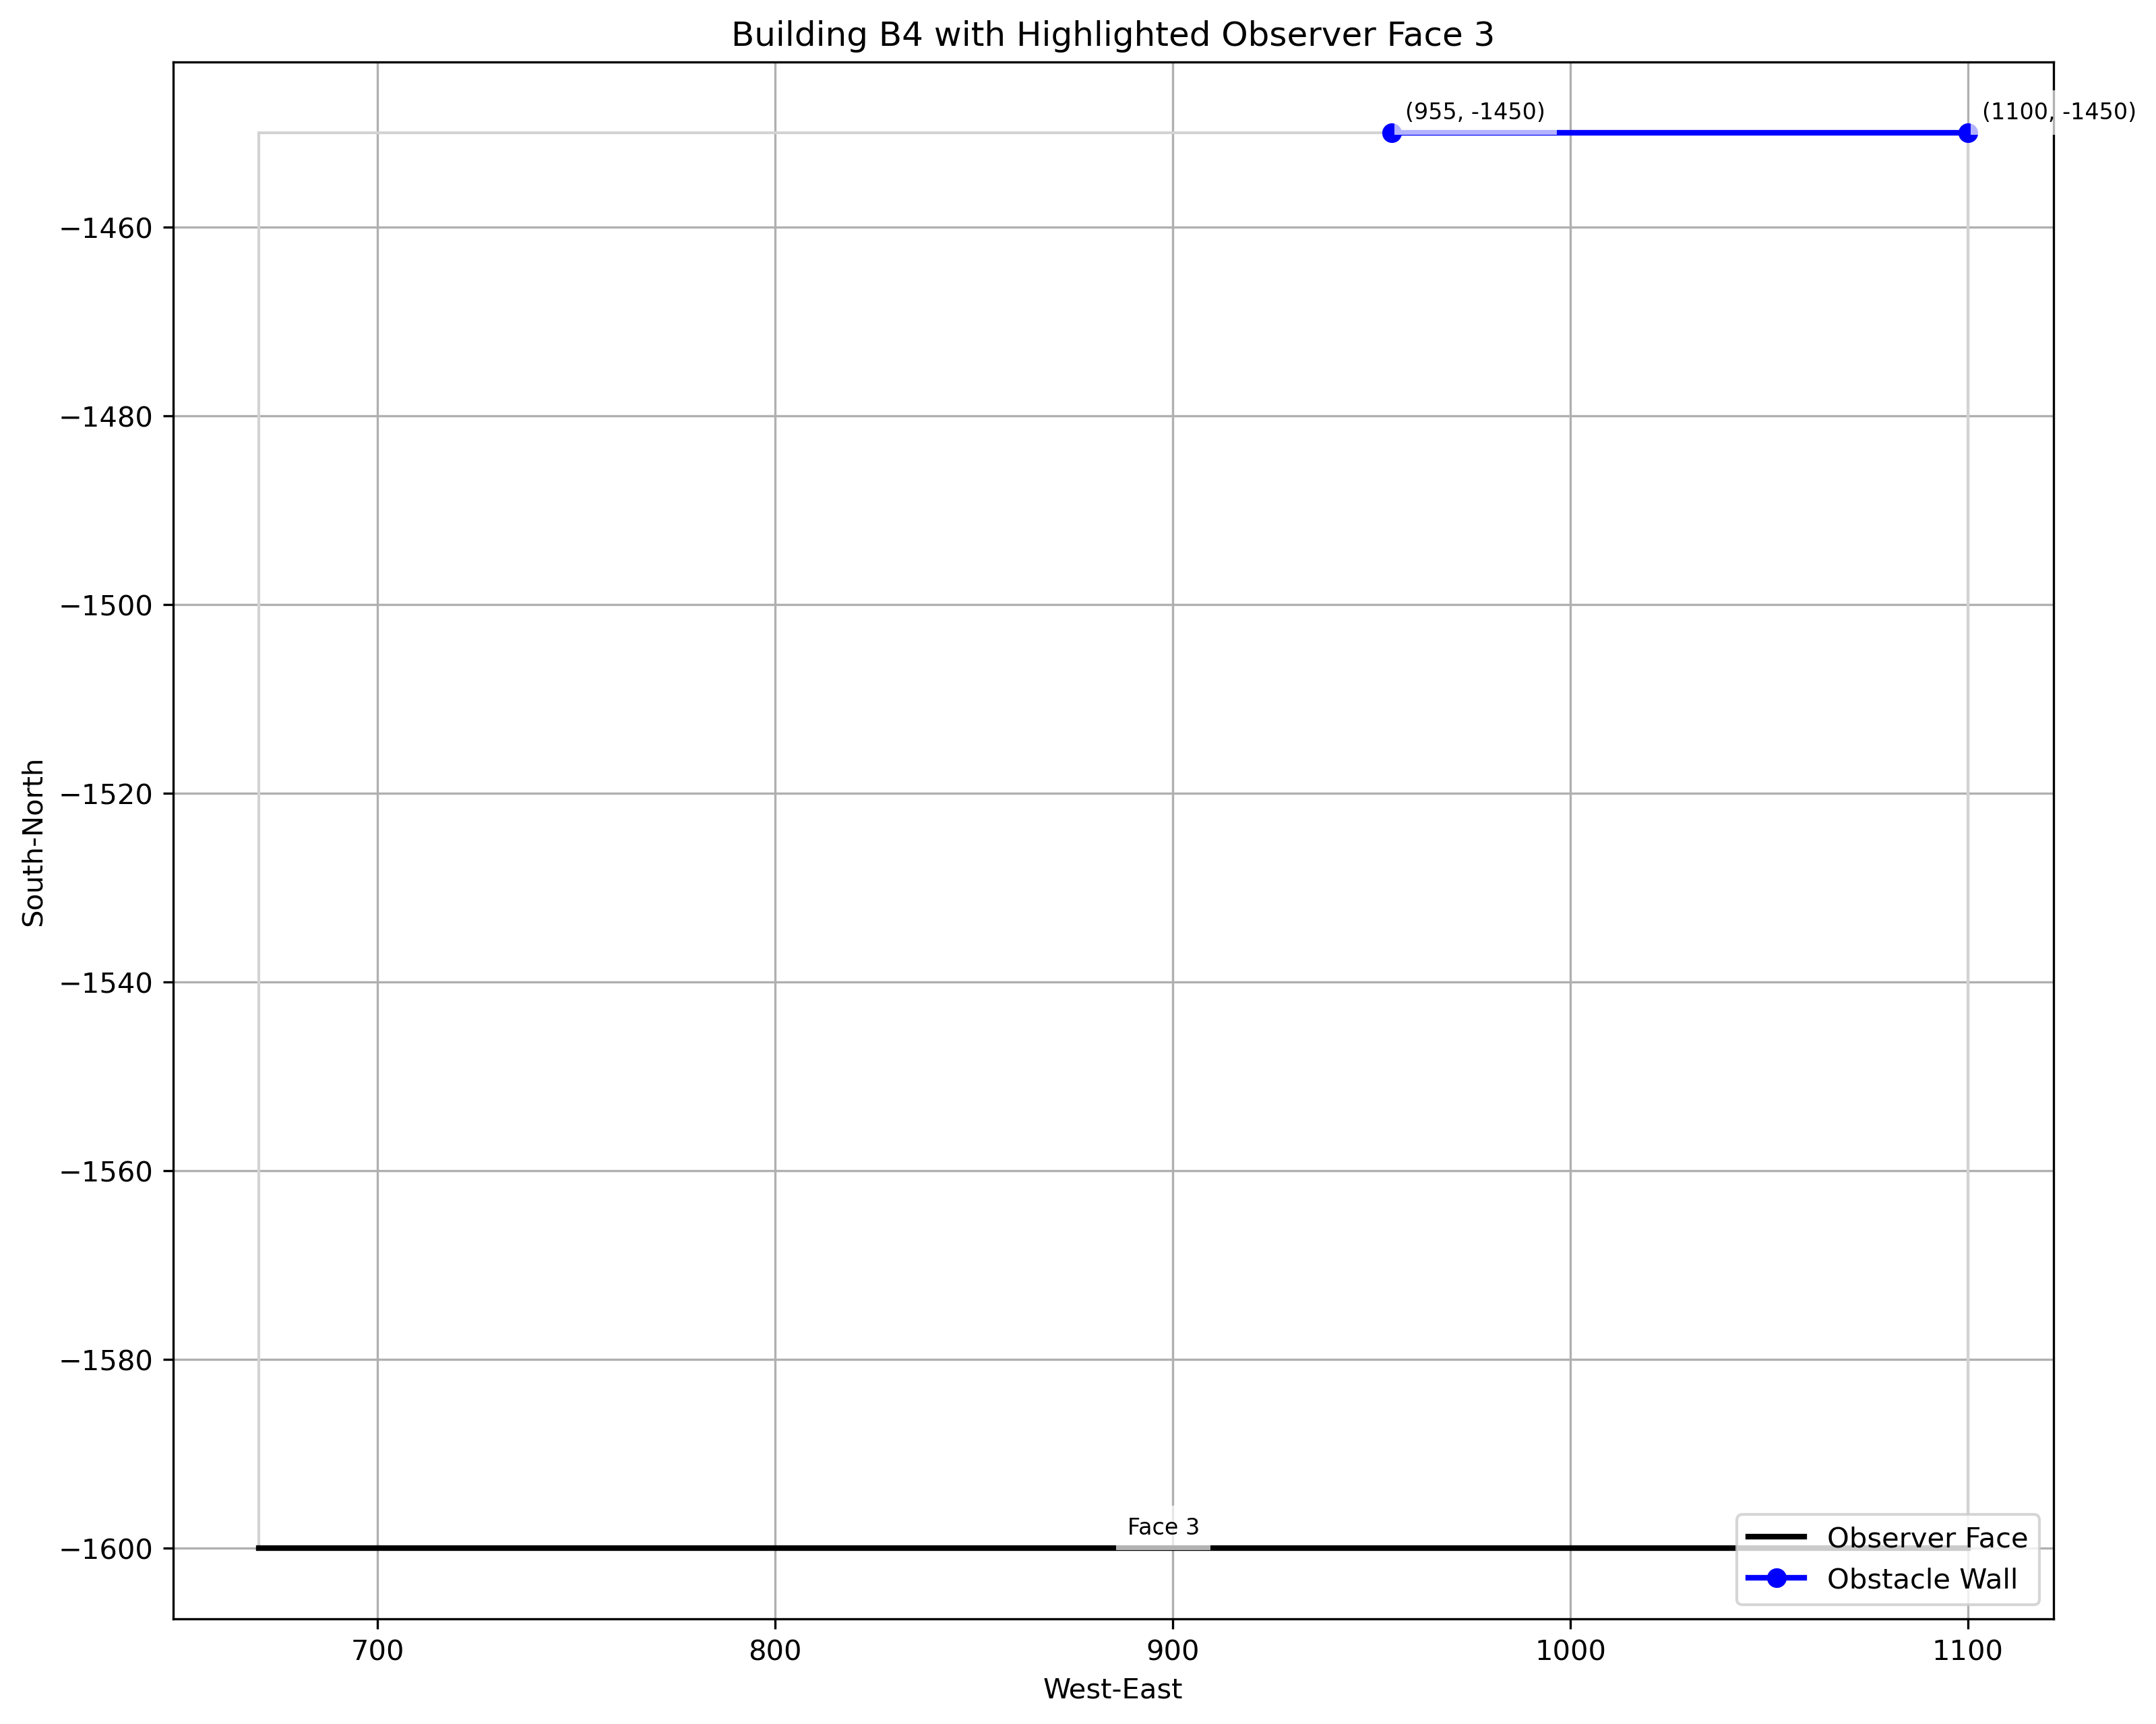 Building B4 with Highlighted Observer Face 3
(955, -1450)
(1100, -1450)
−1460
−1480
−1500
−1520
−1540
−1560
−1580
−1600
South-North
Face 3
Observer Face
Obstacle Wall
700
800
900
1000
1100
West-East